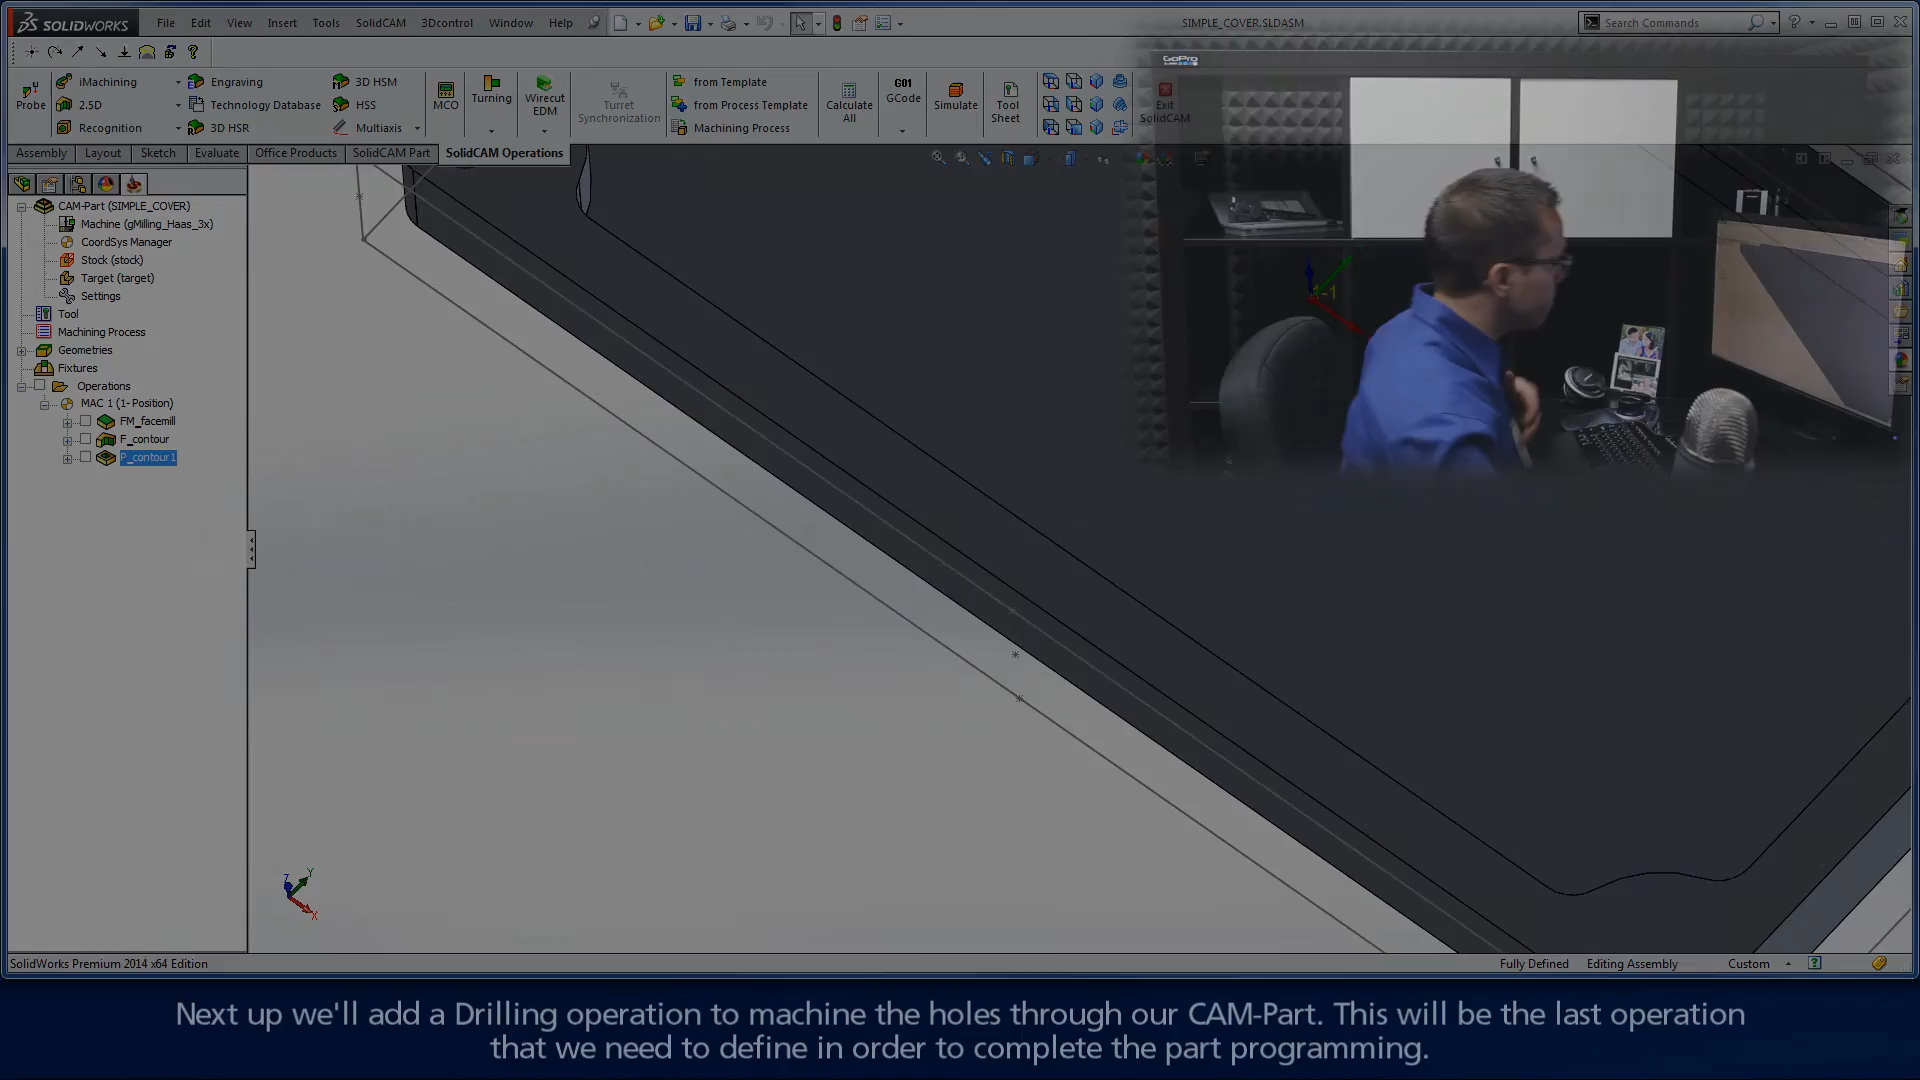 SOLIDWORKS File Edit View Insert Tools SolidCAM 3Dcontrol Window Help SIMPLE_COVER.SLDASM Search Commands
GoPro
Probe iMachining Engraving 3D HSM MCO Turning Wirecut EDM Turret Synchronization from Template Calculate All G01 GCode Simulate Tool Sheet Exit SolidCAM
2.5D Technology Database HSS from Process Template
Recognition 3D HSR Multiaxis Machining Process
Assembly Layout Sketch Evaluate Office Products SolidCAM Part SolidCAM Operations
CAM-Part (SIMPLE_COVER)
Machine (gMilling_Haas_3x)
CoordSys Manager
Stock (stock)
Target (target)
Settings
Tool
Machining Process
Geometries
Fixtures
Operations
MAC 1 (1- Position)
FM_facemill
F_contour
P_contour1
Z Y
X
SolidWorks Premium 2014 x64 Edition Fully Defined Editing Assembly Custom
Next up we'll add a Drilling operation to machine the holes through our CAM-Part. This will be the last operation
that we need to define in order to complete the part programming.